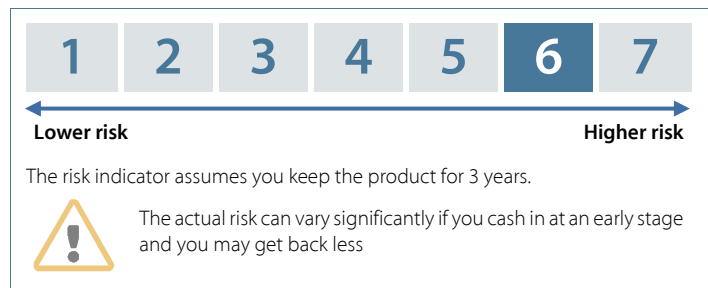 1 2 3 4 5 6 7
Lower risk Higher risk
The risk indicator assumes you keep the product for 3 years.
The actual risk can vary significantly if you cash in at an early stage
and you may get back less